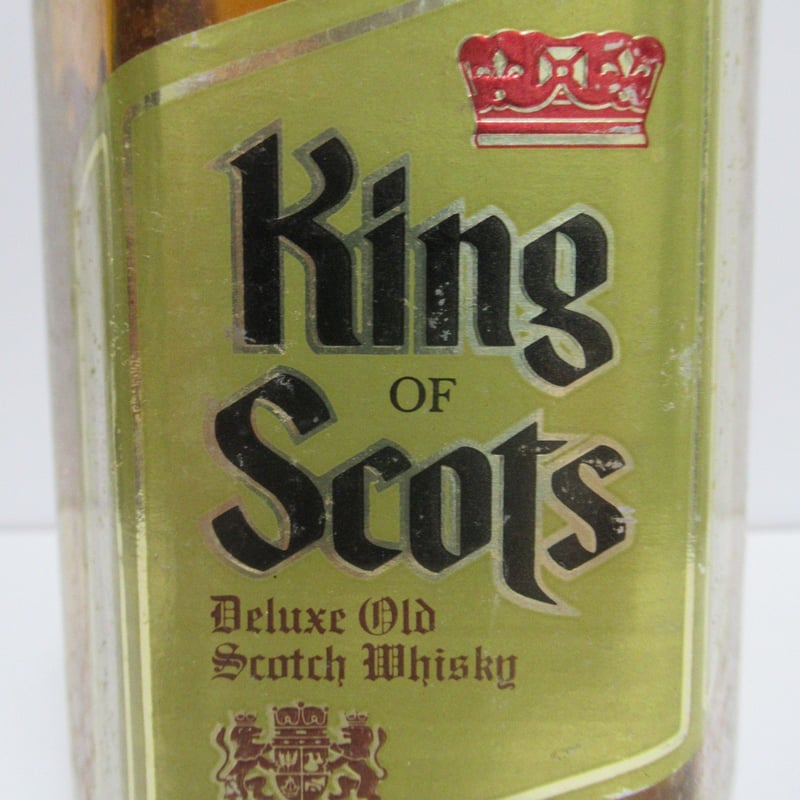 King
OF
Scots
Deluxe Old
Scotch Whisky